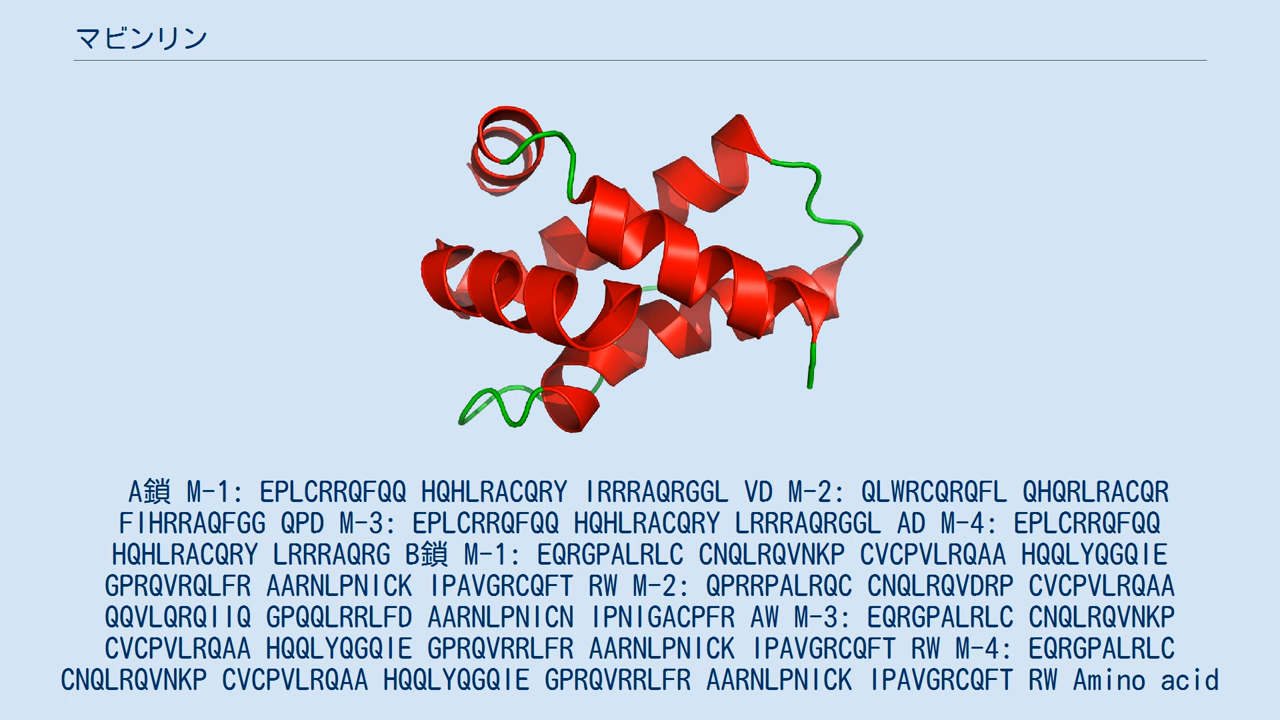 マビンリン
A鎖 M-1: EPLCRRQFQQ HQHLRACQRY IRRRAQRGGL VD M-2: QLWRCQRQFL QHQRLRACQR
FIHRRAQFGG QPD M-3: EPLCRRQFQQ HQHLRACQRY LRRRAQRGGL AD M-4: EPLCRRQFQQ
HQHLRACQRY LRRRAQRG B鎖 M-1: EQRGPALRLC CNQLRQVNKP CVCPVLRQAA HQQLYQGQIE
GPRQVRQLFR AARNLPNICK IPAVGRCQFT RW M-2: QPRRPALRQC CNQLRQVDRP CVCPVLRQAA
QQVLQRQIIQ GPQQLRRLFD AARNLPNICN IPNIGACPFR AW M-3: EQRGPALRLC CNQLRQVNKP
CVCPVLRQAA HQQLYQGQIE GPRQVRRLFR AARNLPNICK IPAVGRCQFT RW M-4: EQRGPALRLC
CNQLRQVNKP CVCPVLRQAA HQQLYQGQIE GPRQVRRLFR AARNLPNICK IPAVGRCQFT RW Amino acid